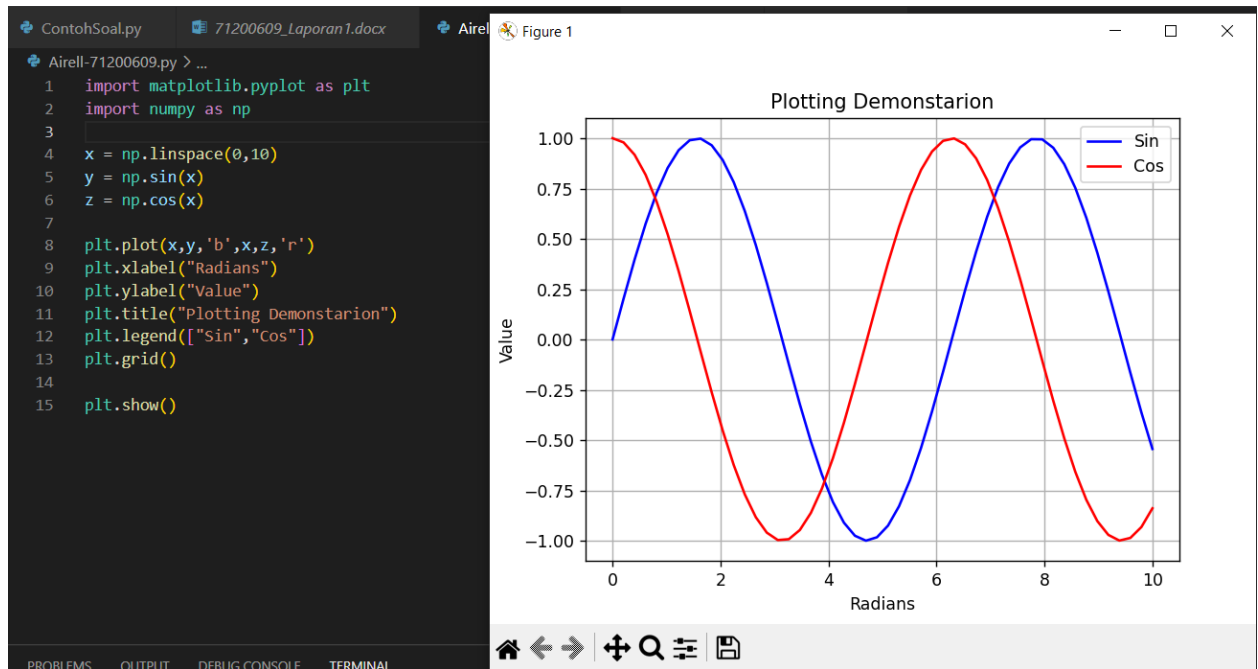 ContohSoal.py
71200609_Laporan1.docx
Airel
Airell-71200609.py > ...
1 import matplotlib.pyplot as plt
2 import numpy as np
3
4 x = np.linspace(0,10)
5 y = np.sin(x)
6 z = np.cos(x)
7
8 plt.plot(x,y,'b',x,z,'r')
9 plt.xlabel("Radians")
10 plt.ylabel("Value")
11 plt.title("Plotting Demonstarion")
12 plt.legend(["Sin","Cos"])
13 plt.grid()
14
15 plt.show()
PROBLEMS OUTPUT DEBUG CONSOLE TERMINAL
Figure 1
Plotting Demonstarion
Sin
Cos
1.00
0.75
0.50
0.25
0.00
−0.25
−0.50
−0.75
−1.00
Value
0 2 4 6 8 10
Radians